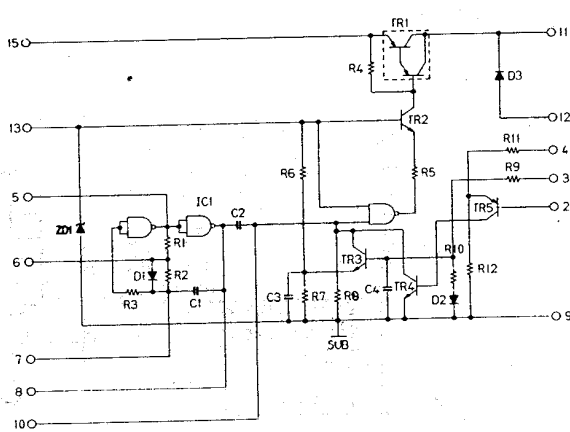 TR1
15
11
R4
D3
12
13
TR2
R11
4
R6
R5
R9
3
5
IC1
C2
TR5
2
ZD1
R1
R10
6
D1
R2
TR3
R12
R3
C1
C3
R7
R8
C4
TR4
D2
9
SUB
7
8
10